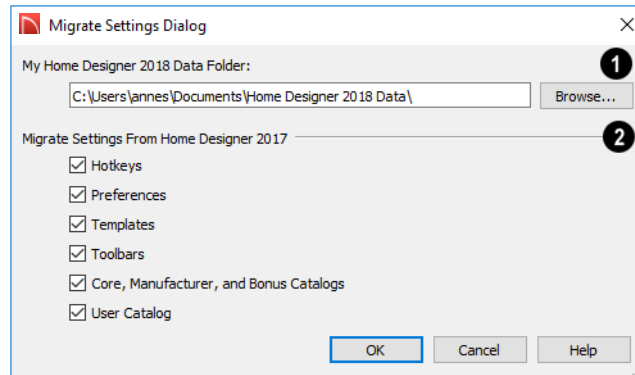 Migrate Settings Dialog
My Home Designer 2018 Data Folder:
1
C:\Users\annes\Documents\Home Designer 2018 Data\
Browse...
Migrate Settings From Home Designer 2017
2
Hotkeys
Preferences
Templates
Toolbars
Core, Manufacturer, and Bonus Catalogs
User Catalog
OK
Cancel
Help